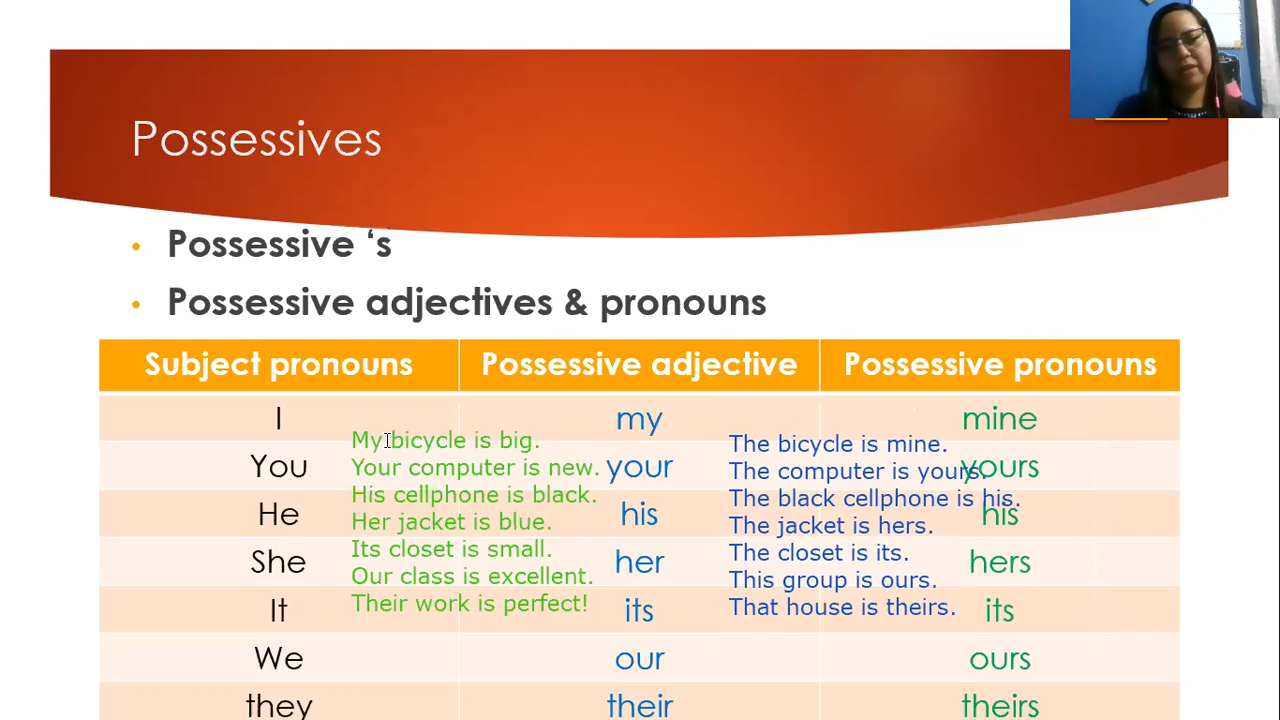 Possessives
• Possessive ‘s
• Possessive adjectives & pronouns
Subject pronouns Possessive adjective Possessive pronouns
I my mine
You your yours
He his his
She her hers
It its its
We our ours
they their theirs
My bicycle is big.
Your computer is new.
His cellphone is black.
Her jacket is blue.
Its closet is small.
Our class is excellent.
Their work is perfect!
The bicycle is mine.
The computer is yours.
The black cellphone is his.
The jacket is hers.
The closet is its.
This group is ours.
That house is theirs.